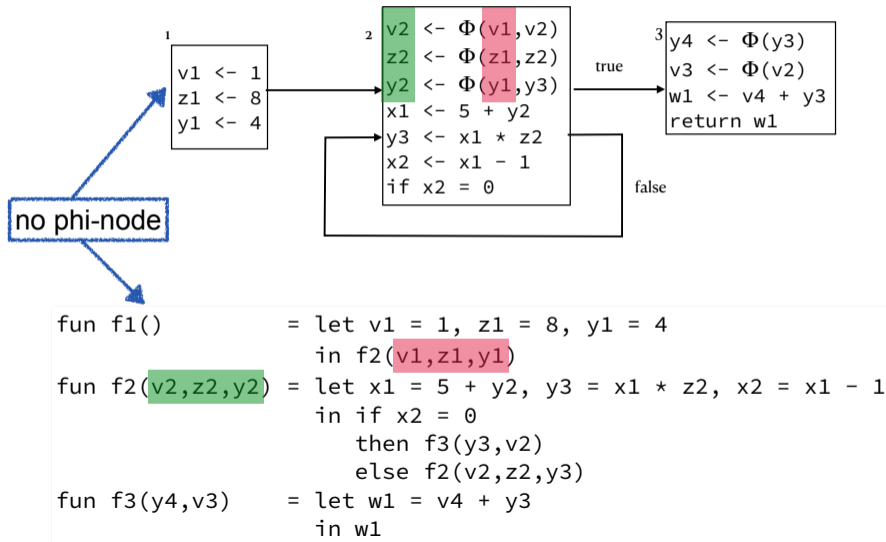 1
v1 <- 1
z1 <- 8
y1 <- 4
2
v2 <- Φ(v1,v2)
z2 <- Φ(z1,z2)
y2 <- Φ(y1,y3)
x1 <- 5 + y2
y3 <- x1 * z2
x2 <- x1 - 1
if x2 = 0
true
false
3
y4 <- Φ(y3)
v3 <- Φ(v2)
w1 <- v4 + y3
return w1
no phi-node
fun f1() = let v1 = 1, z1 = 8, y1 = 4
in f2(v1,z1,y1)
fun f2(v2,z2,y2) = let x1 = 5 + y2, y3 = x1 * z2, x2 = x1 - 1
in if x2 = 0
then f3(y3,v2)
else f2(v2,z2,y3)
fun f3(y4,v3) = let w1 = v4 + y3
in w1